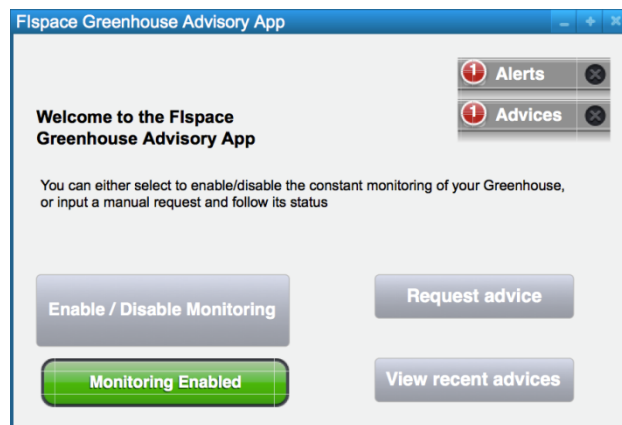 FIspace Greenhouse Advisory App
1 Alerts
1 Advices
Welcome to the FIspace
Greenhouse Advisory App
You can either select to enable/disable the constant monitoring of your Greenhouse,
or input a manual request and follow its status
Enable / Disable Monitoring
Request advice
Monitoring Enabled
View recent advices